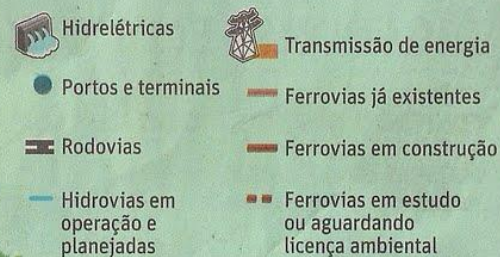 Hidrelétricas
Portos e terminais
Rodovias
Hidrovias em
operação e
planejadas
Transmissão de energia
Ferrovias já existentes
Ferrovias em construção
Ferrovias em estudo
ou aguardando
licença ambiental